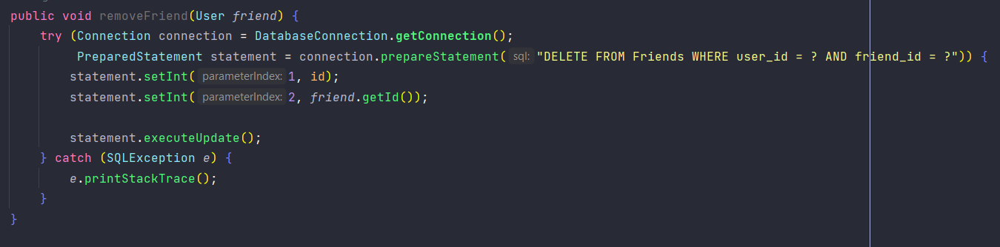 public void removeFriend(User friend) {
    try (Connection connection = DatabaseConnection.getConnection();
         PreparedStatement statement = connection.prepareStatement( sql: "DELETE FROM Friends WHERE user_id = ? AND friend_id = ?")) {
        statement.setInt( parameterIndex: 1, id);
        statement.setInt( parameterIndex: 2, friend.getId());

        statement.executeUpdate();
    } catch (SQLException e) {
        e.printStackTrace();
    }
}